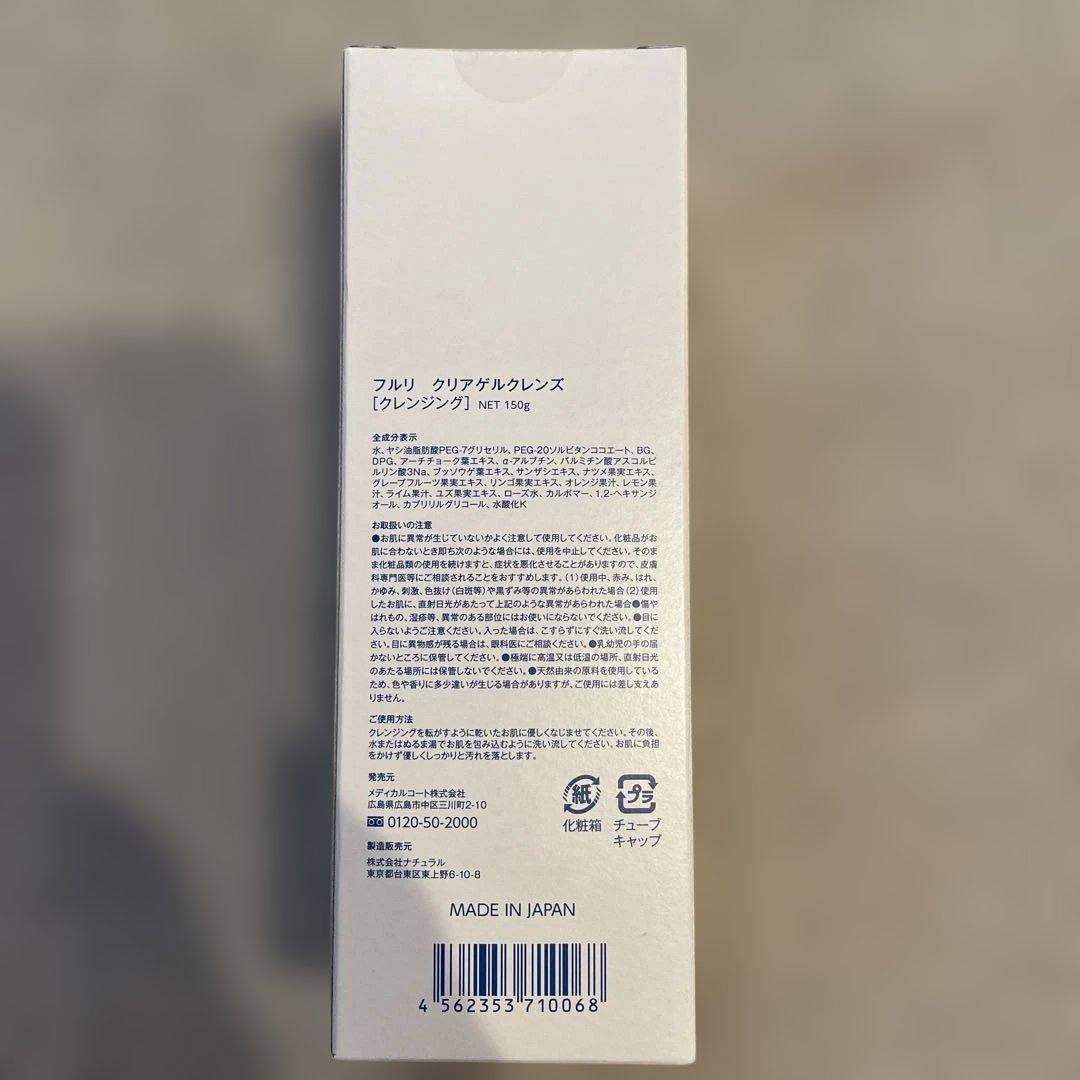 フルリ　クリアゲルクレンズ
[クレンジング] NET 150g
全成分表示
水、ヤシ油脂肪酸PEG-7グリセリル、PEG-20ソルビタンココエート、BG、
DPG、アーチチョーク葉エキス、α-アルブチン、パルミチン酸アスコルビ
ルリン酸3Na、ブッソウゲ葉エキス、サンザシエキス、ナツメ果実エキス、
グレープフルーツ果実エキス、リンゴ果実エキス、オレンジ果汁、レモン果
汁、ライム果汁、ユズ果実エキス、ローズ水、カルボマー、1,2-ヘキサンジ
オール、カプリリルグリコール、水酸化K
お取扱いの注意
●お肌に異常が生じていないかよく注意して使用してください。化粧品がお
肌に合わないとき即ち次のような場合には、使用を中止してください。そのま
ま化粧品類の使用を続けますと、症状を悪化させることがありますので、皮膚
科専門医等にご相談されることをおすすめします。(1)使用中、赤み、はれ、
かゆみ、刺激、色抜け(白斑等)や黒ずみ等の異常があらわれた場合(2)使用
したお肌に、直射日光があたって上記のような異常があらわれた場合●傷や
はれもの、湿疹等、異常のある部位にはお使いにならないでください。●目に
入らないようご注意ください。入った場合は、こすらずにすぐ洗い流してくだ
さい。目に異物感が残る場合は、眼科医にご相談ください。●乳幼児の手の届
かないところに保管してください。●極端に高温又は低温の場所、直射日光
のあたる場所には保管しないでください。●天然由来の原料を使用している
ため、色や香りに多少違いが生じる場合がありますが、ご使用には差し支えあ
りません。
ご使用方法
クレンジングを転がすように乾いたお肌に優しくなじませてください。その後、
水またはぬるま湯でお肌を包み込むように洗い流してください。お肌に負担
をかけず優しくしっかりと汚れを落とします。
発売元
メディカルコート株式会社
広島県広島市中区三川町2-10
0120-50-2000
製造販売元
株式会社ナチュラル
東京都台東区東上野6-10-8
紙
化粧箱
プラ
チューブ
キャップ
MADE IN JAPAN
4 562353 710068